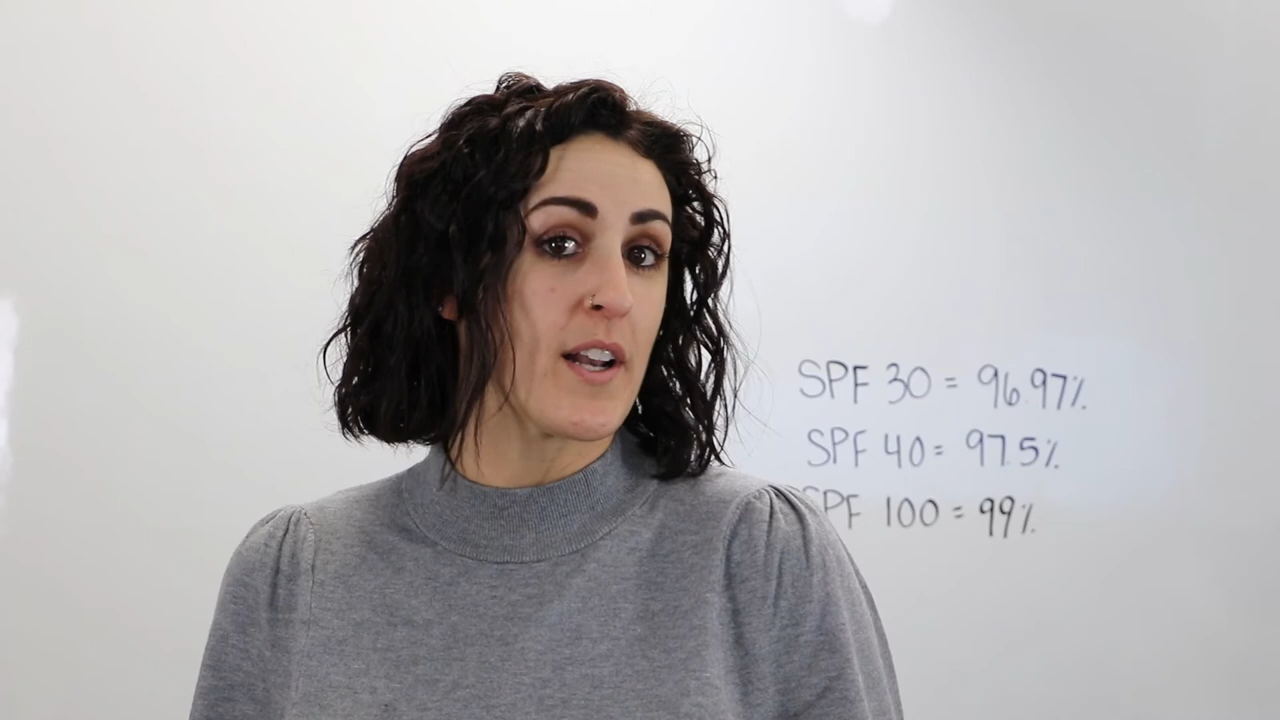 SPF 30 = 96.97%
SPF 40 = 97.5%
SPF 100 = 99%